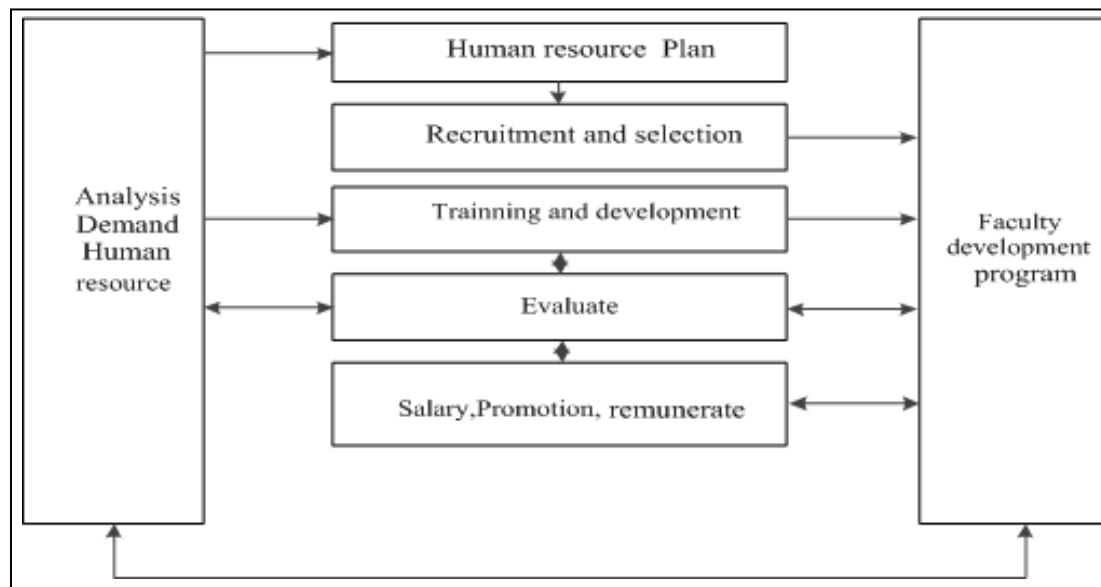 Human resource Plan
Recruitment and selection
Analysis
Demand
Human
resource
Trainning and development
Faculty
development
program
Evaluate
Salary,Promotion, remunerate